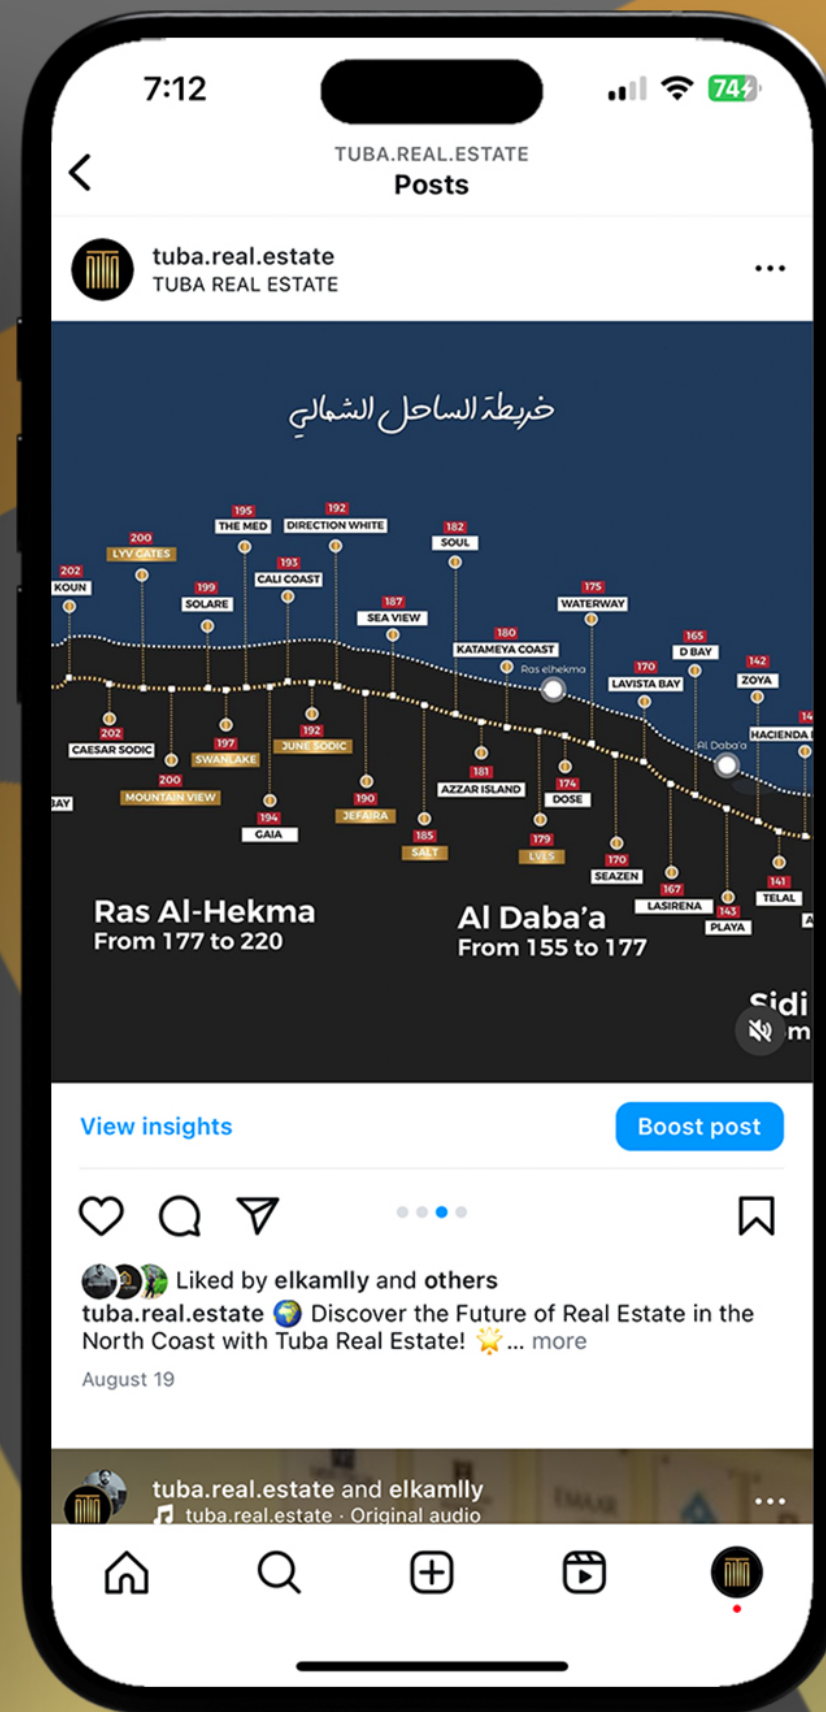 7:12
74
TUBA.REAL.ESTATE
Posts
tuba.real.estate
TUBA REAL ESTATE
خريطة الساحل الشمالي
195
THE MED
192
DIRECTION WHITE
200
LYV GATES
182
SOUL
202
KOUN
199
SOLARE
193
CALI COAST
187
SEA VIEW
175
WATERWAY
180
KATAMEYA COAST
Ras elhekma
170
LAVISTA BAY
165
D BAY
142
ZOYA
14
HACIENDA
Al Daba'a
202
CAESAR SODIC
197
SWANLAKE
192
JUNE SODIC
200
MOUNTAIN VIEW
BAY
194
GAIA
190
JEFAIRA
185
SALT
181
AZZAR ISLAND
174
DOSE
179
LVLS
170
SEAZEN
167
LASIRENA
143
PLAYA
141
TELAL
A
Ras Al-Hekma
From 177 to 220
Al Daba'a
From 155 to 177
Sidi
m
View insights
Boost post
Liked by elkamlly and others
tuba.real.estate 🌍 Discover the Future of Real Estate in the
North Coast with Tuba Real Estate! 🌟... more
August 19
EMAAR
tuba.real.estate and elkamlly
tuba.real.estate · Original audio